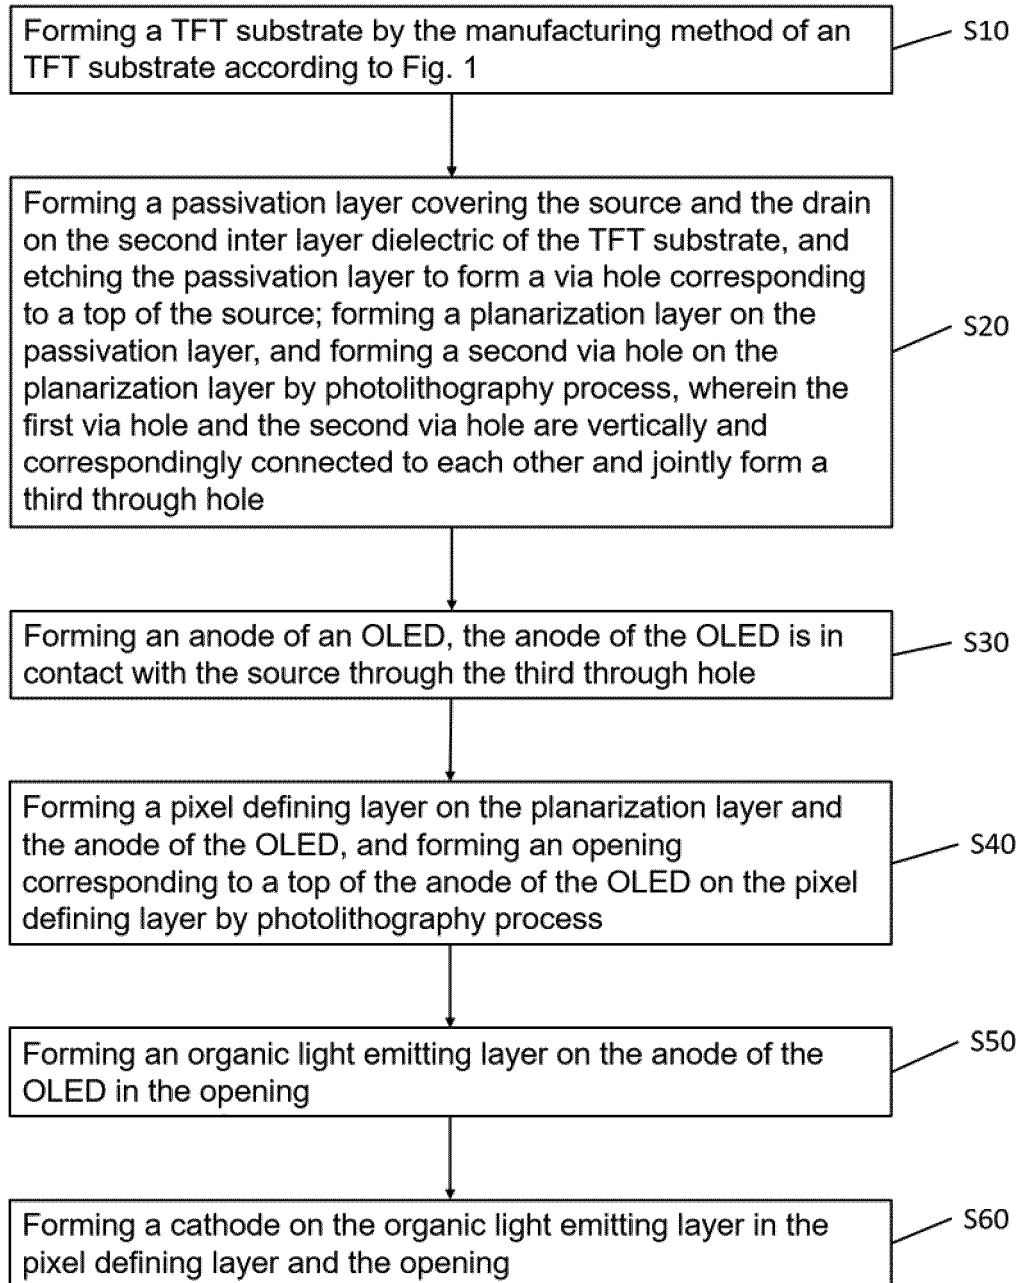 Forming a TFT substrate by the manufacturing method of an
TFT substrate according to Fig. 1
S10
Forming a passivation layer covering the source and the drain
on the second inter layer dielectric of the TFT substrate, and
etching the passivation layer to form a via hole corresponding
to a top of the source; forming a planarization layer on the
passivation layer, and forming a second via hole on the
planarization layer by photolithography process, wherein the
first via hole and the second via hole are vertically and
correspondingly connected to each other and jointly form a
third through hole
S20
Forming an anode of an OLED, the anode of the OLED is in
contact with the source through the third through hole
S30
Forming a pixel defining layer on the planarization layer and
the anode of the OLED, and forming an opening
corresponding to a top of the anode of the OLED on the pixel
defining layer by photolithography process
S40
Forming an organic light emitting layer on the anode of the
OLED in the opening
S50
Forming a cathode on the organic light emitting layer in the
pixel defining layer and the opening
S60